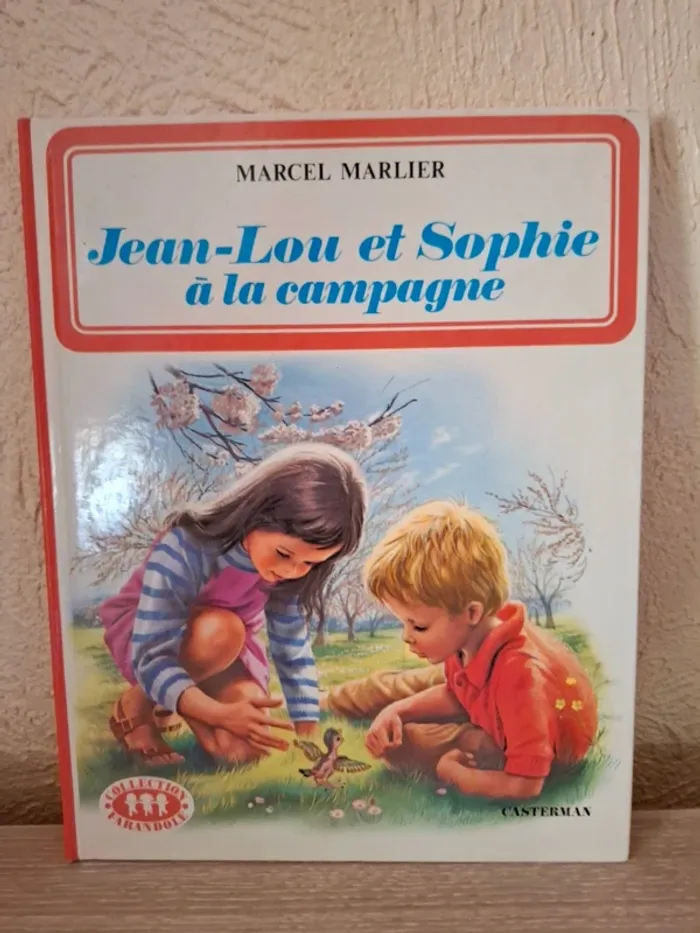 MARCEL MARLIER
Jean-Lou et Sophie
à la campagne
COLLECTION
FARANDOLE
CASTERMAN